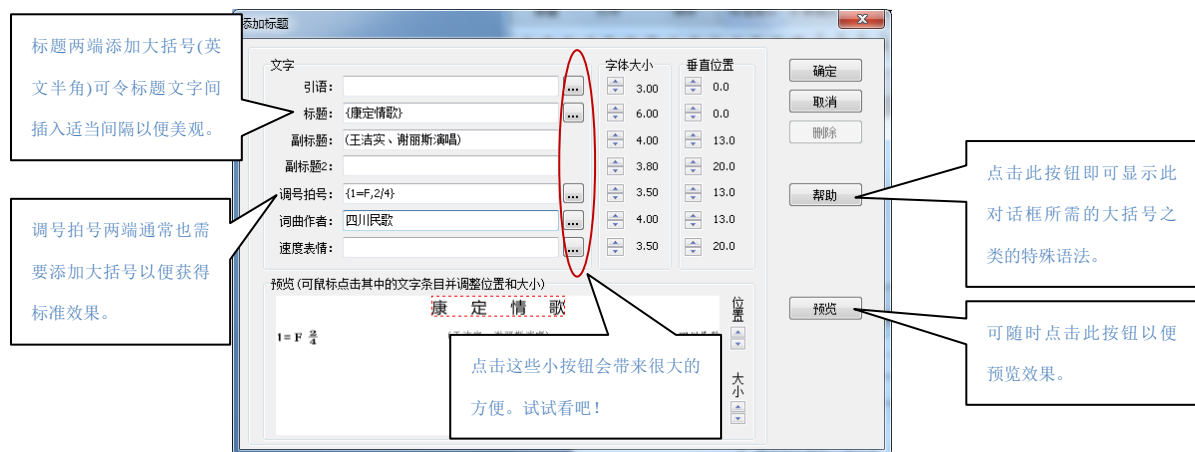 添加标题
标题两端添加大括号(英
文半角)可令标题文字间
插入适当间隔以便美观。
调号拍号两端通常也需
要添加大括号以便获得
标准效果。
文字
字体大小
垂直位置
引语:
...
3.00
0.0
标题: {康定情歌}
...
6.00
0.0
副标题: (王洁实、谢丽斯演唱)
4.00
13.0
副标题2:
3.80
20.0
调号拍号: {1=F,2/4}
...
3.50
13.0
词曲作者: 四川民歌
...
4.00
13.0
速度表情:
...
3.50
20.0
确定
取消
删除
帮助
预览
预览(可鼠标点击其中的文字条目并调整位置和大小)
康 定 情 歌
1= F 2/4
位置
大小
点击这些小按钮会带来很大的
方便。试试看吧!
点击此按钮即可显示此
对话框所需的大括号之
类的特殊语法。
可随时点击此按钮以便
预览效果。